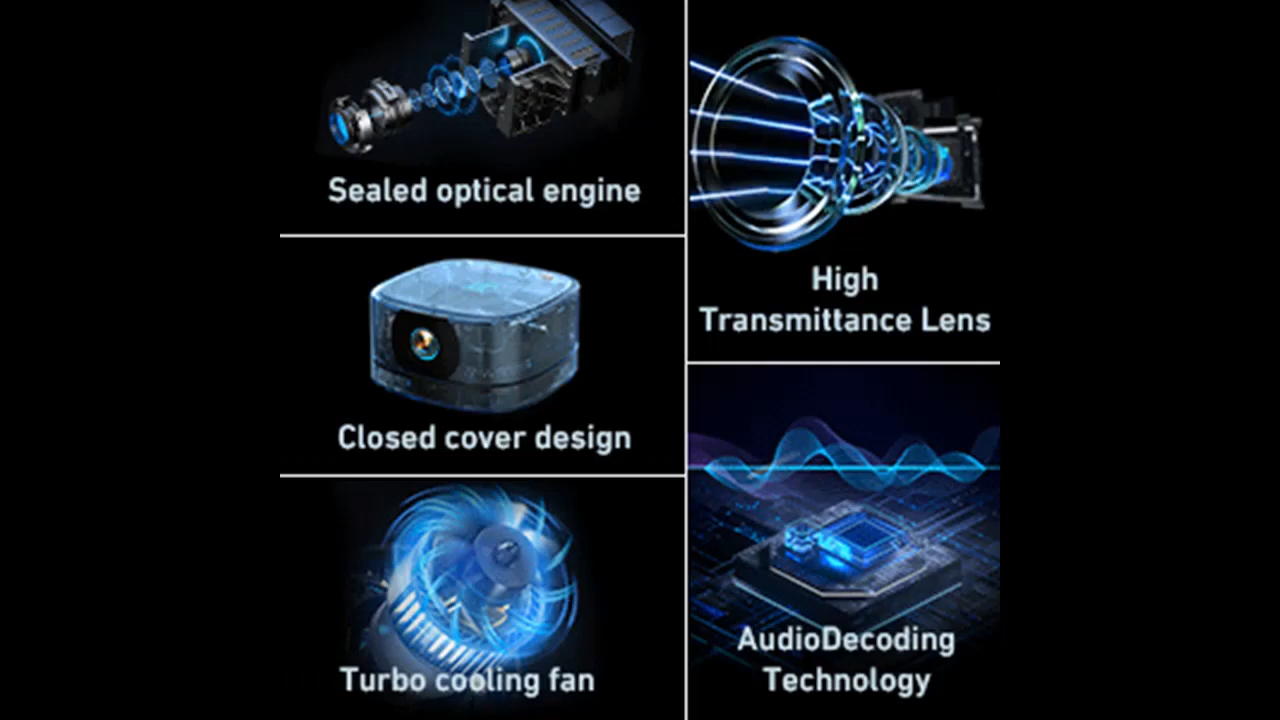 Sealed optical engine
Closed cover design
Turbo cooling fan
High
Transmittance Lens
AudioDecoding
Technology